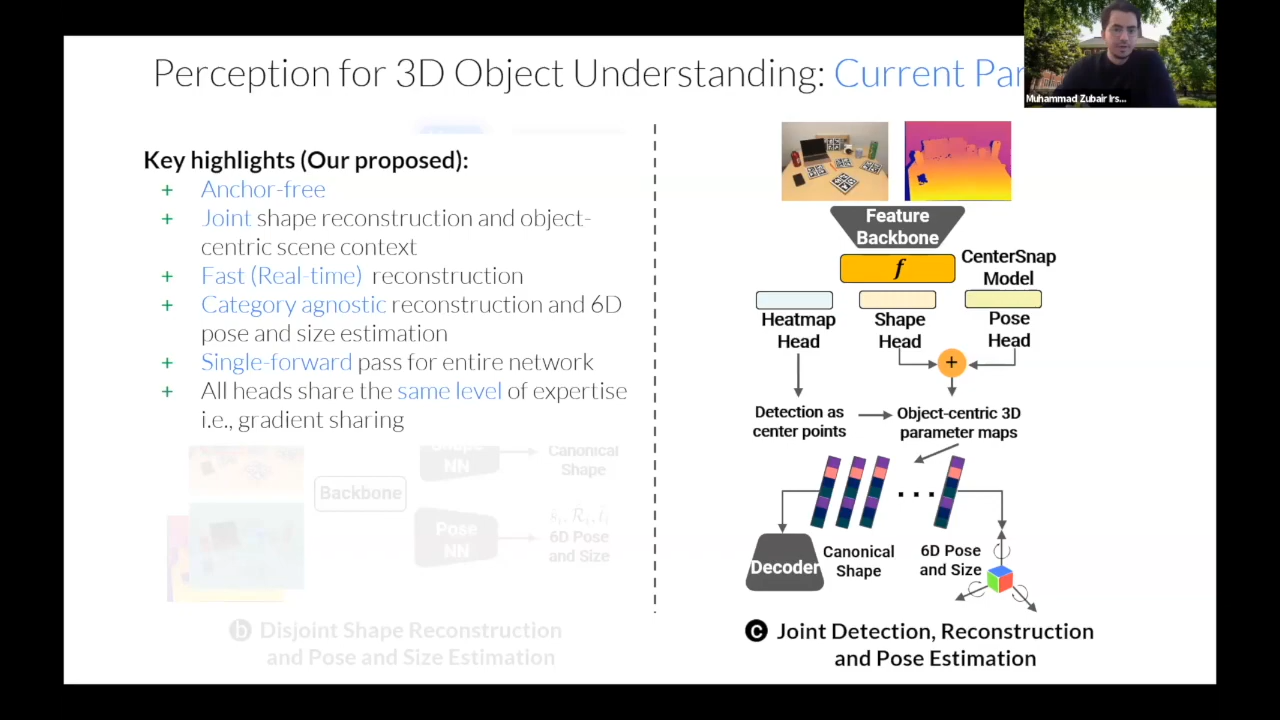 Perception for 3D Object Understanding: Current Par
Muhammad Zubair Irs...
Key highlights (Our proposed):
+ Anchor-free
+ Joint shape reconstruction and object-
centric scene context
+ Fast (Real-time) reconstruction
+ Category agnostic reconstruction and 6D
pose and size estimation
+ Single-forward pass for entire network
+ All heads share the same level of expertise
i.e., gradient sharing
NN
Canonical
Shape
Backbone
Pose
NN
6D Pose
and Size
b Disjoint Shape Reconstruction
and Pose and Size Estimation
Feature
Backbone
f
CenterSnap
Model
Heatmap
Head
Shape
Head
Pose
Head
+
Detection as
center points
Object-centric 3D
parameter maps
...
Decoder
Canonical
Shape
6D Pose
and Size
c Joint Detection, Reconstruction
and Pose Estimation